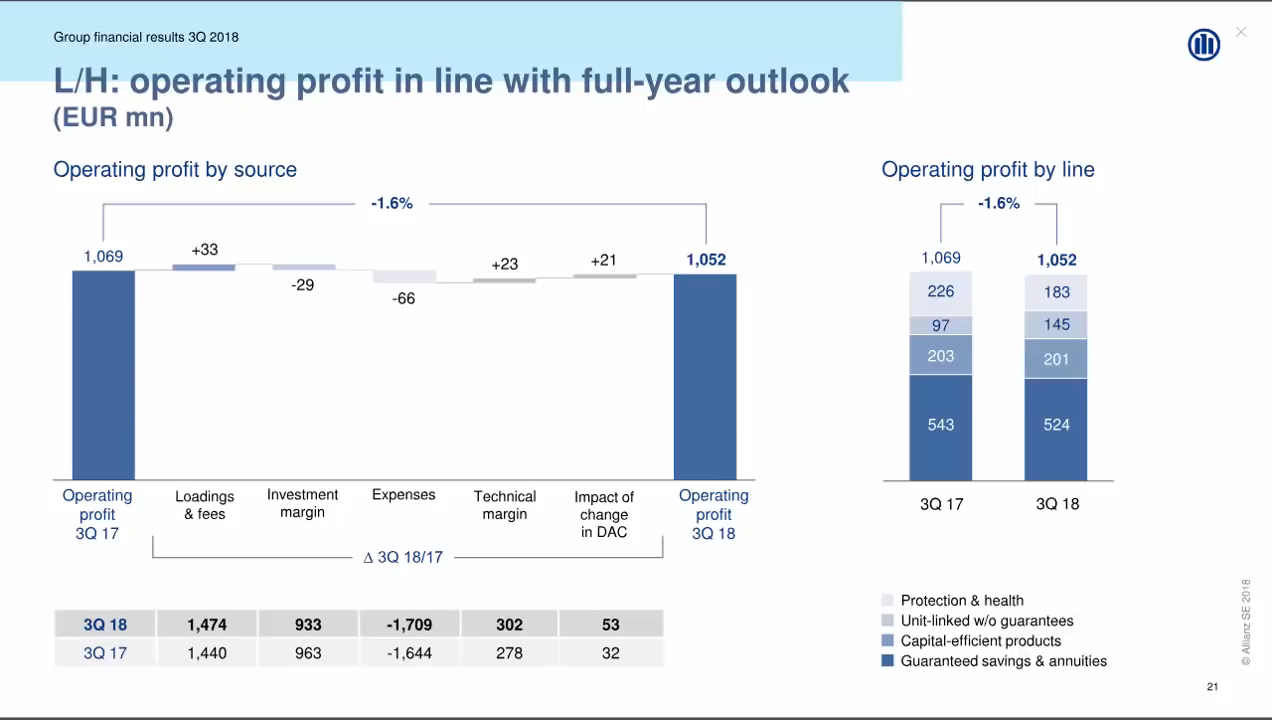 Group financial results 3Q 2018
L/H: operating profit in line with full-year outlook
(EUR mn)
Operating profit by source
-1.6%
1,069
+33
-29
-66
+23
+21
1,052
Operating
profit
3Q 17
Loadings
& fees
Investment
margin
Expenses
Technical
margin
Impact of
change
in DAC
Operating
profit
3Q 18
Δ 3Q 18/17
3Q 18 1,474 933 -1,709 302 53
3Q 17 1,440 963 -1,644 278 32
Operating profit by line
-1.6%
1,069 1,052
226 183
97 145
203 201
543 524
3Q 17 3Q 18
Protection & health
Unit-linked w/o guarantees
Capital-efficient products
Guaranteed savings & annuities
© Allianz SE 2018
21